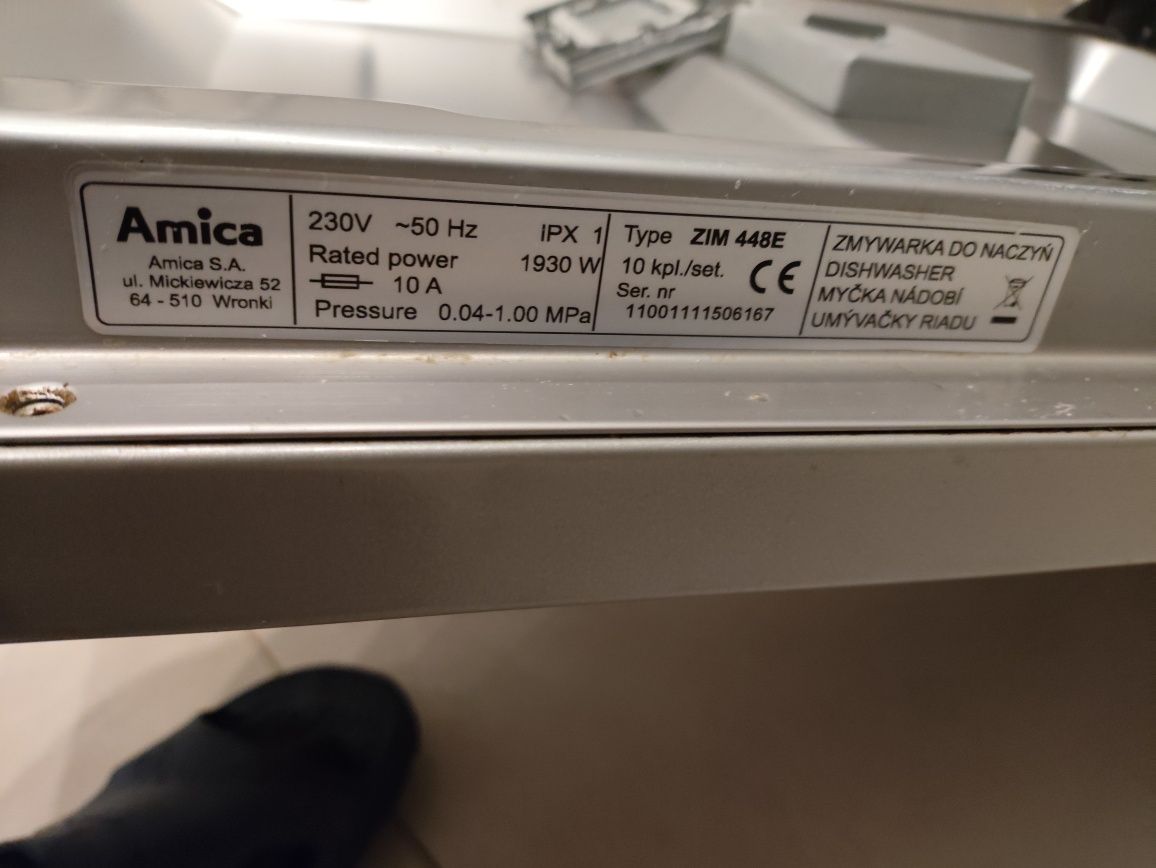 Amica
Amica S.A.
ul. Mickiewicza 52
64 - 510 Wronki
230V ~50 Hz IPX 1
Rated power 1930 W
10 A
Pressure 0.04-1.00 MPa
Type ZIM 448E
10 kpl./set. CE
Ser. nr
11001111506167
ZMYWARKA DO NACZYŃ
DISHWASHER
MYČKA NÁDOBÍ
UMÝVAČKY RIADU